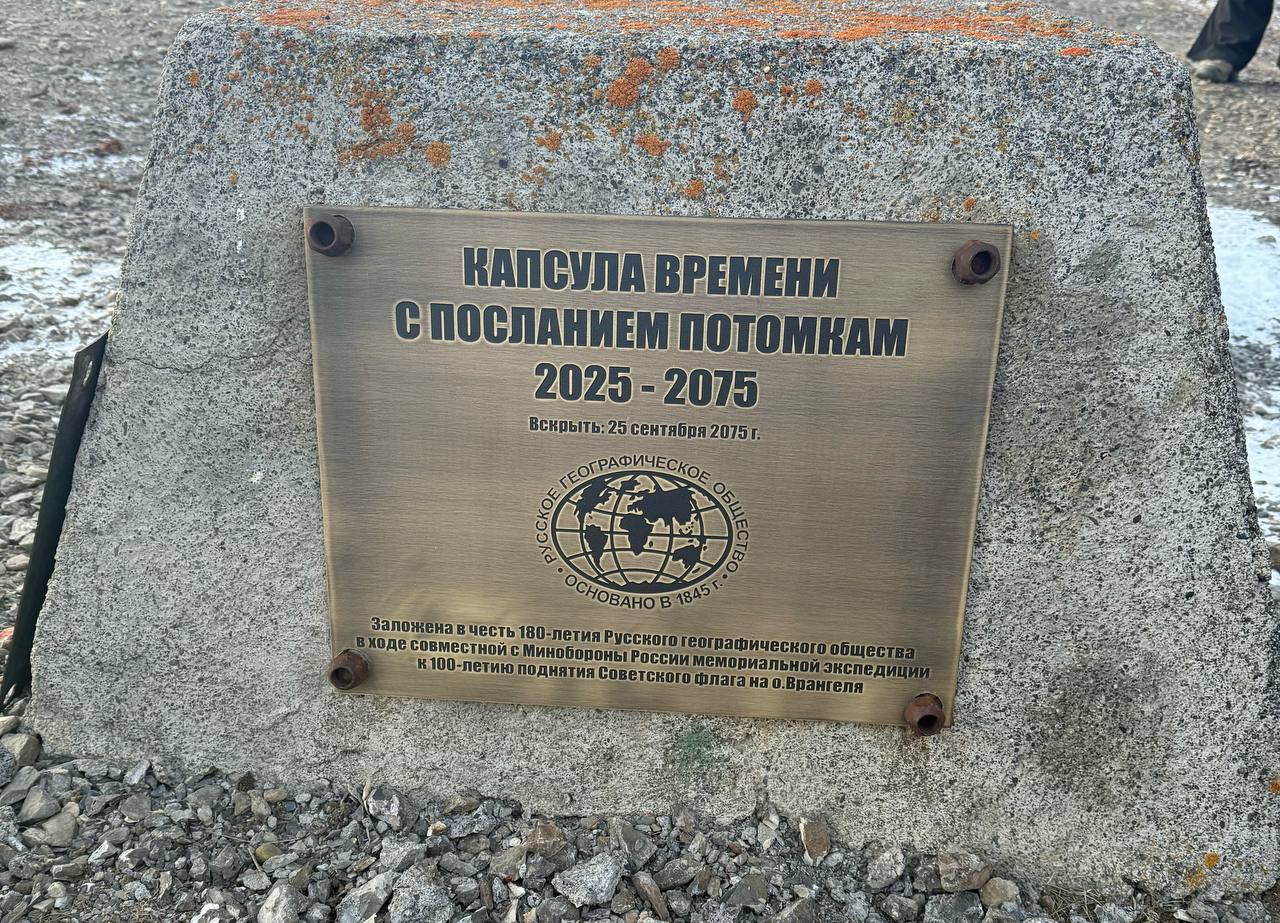 КАПСУЛА ВРЕМЕНИ
С ПОСЛАНИЕМ ПОТОМКАМ
2025 - 2075
Вскрыть: 25 сентября 2075 г.
РУССКОЕ ГЕОГРАФИЧЕСКОЕ ОБЩЕСТВО
• ОСНОВАНО В 1845 г. •
Заложена в честь 180-летия Русского географического общества
в ходе совместной с Минобороны России мемориальной экспедиции
к 100-летию поднятия Советского флага на о.Врангеля